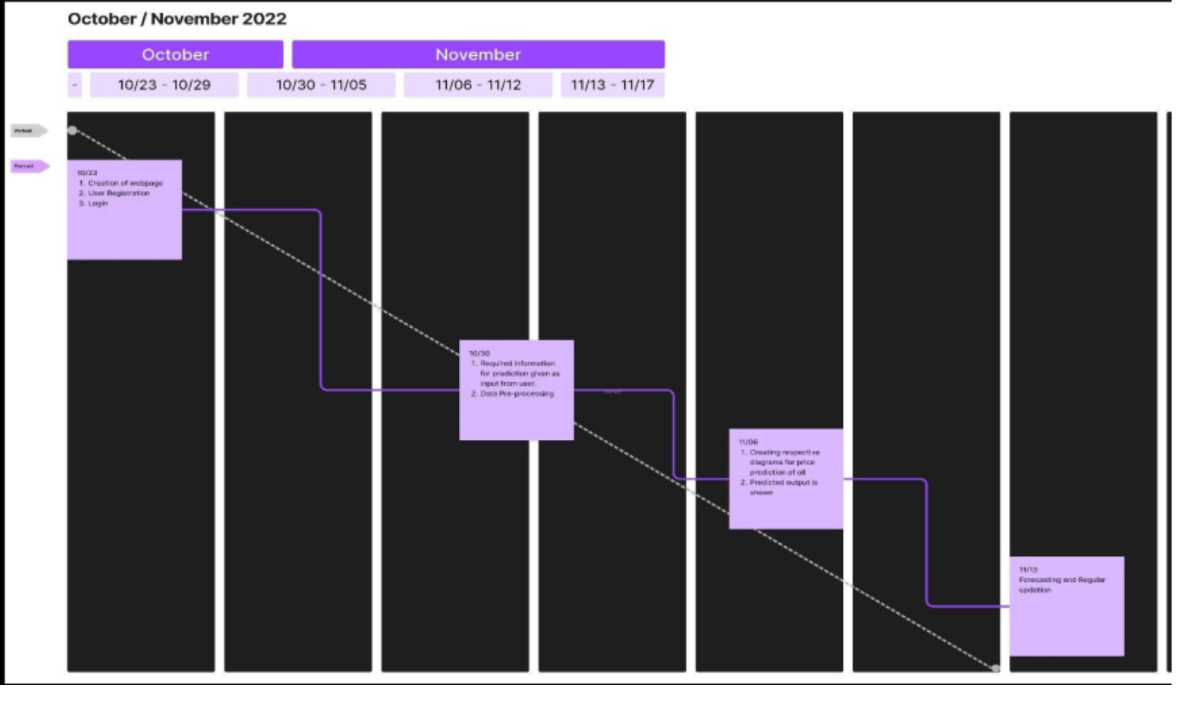 October / November 2022
October
November
-
10/23 - 10/29
10/30 - 11/05
11/06 - 11/12
11/13 - 11/17
Planned
10/23
1. Creation of webpage
2. User Registration
3. Login
10/30
1. Required information
for prediction given as
input from user.
2. Data Pre-processing
11/06
1. Creating respective
diagrams for price
prediction of oil
2. Predicted output is
shown
11/13
Forecasting and Regular
updation